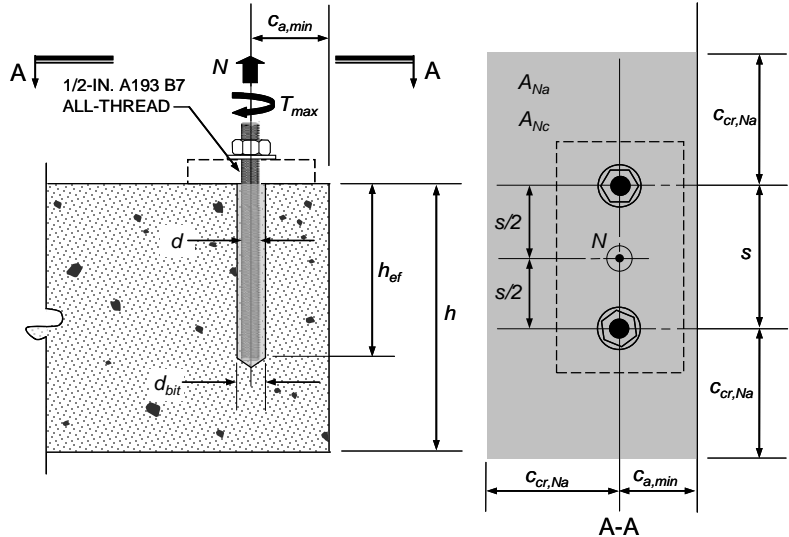 c_a,min
A
N
A
1/2-IN. A193 B7
ALL-THREAD
T_max
d
h_ef
h
d_bit
A_Na
A_Nc
c_cr,Na
s/2
N
s
s/2
c_cr,Na
c_cr,Na
c_a,min
A-A